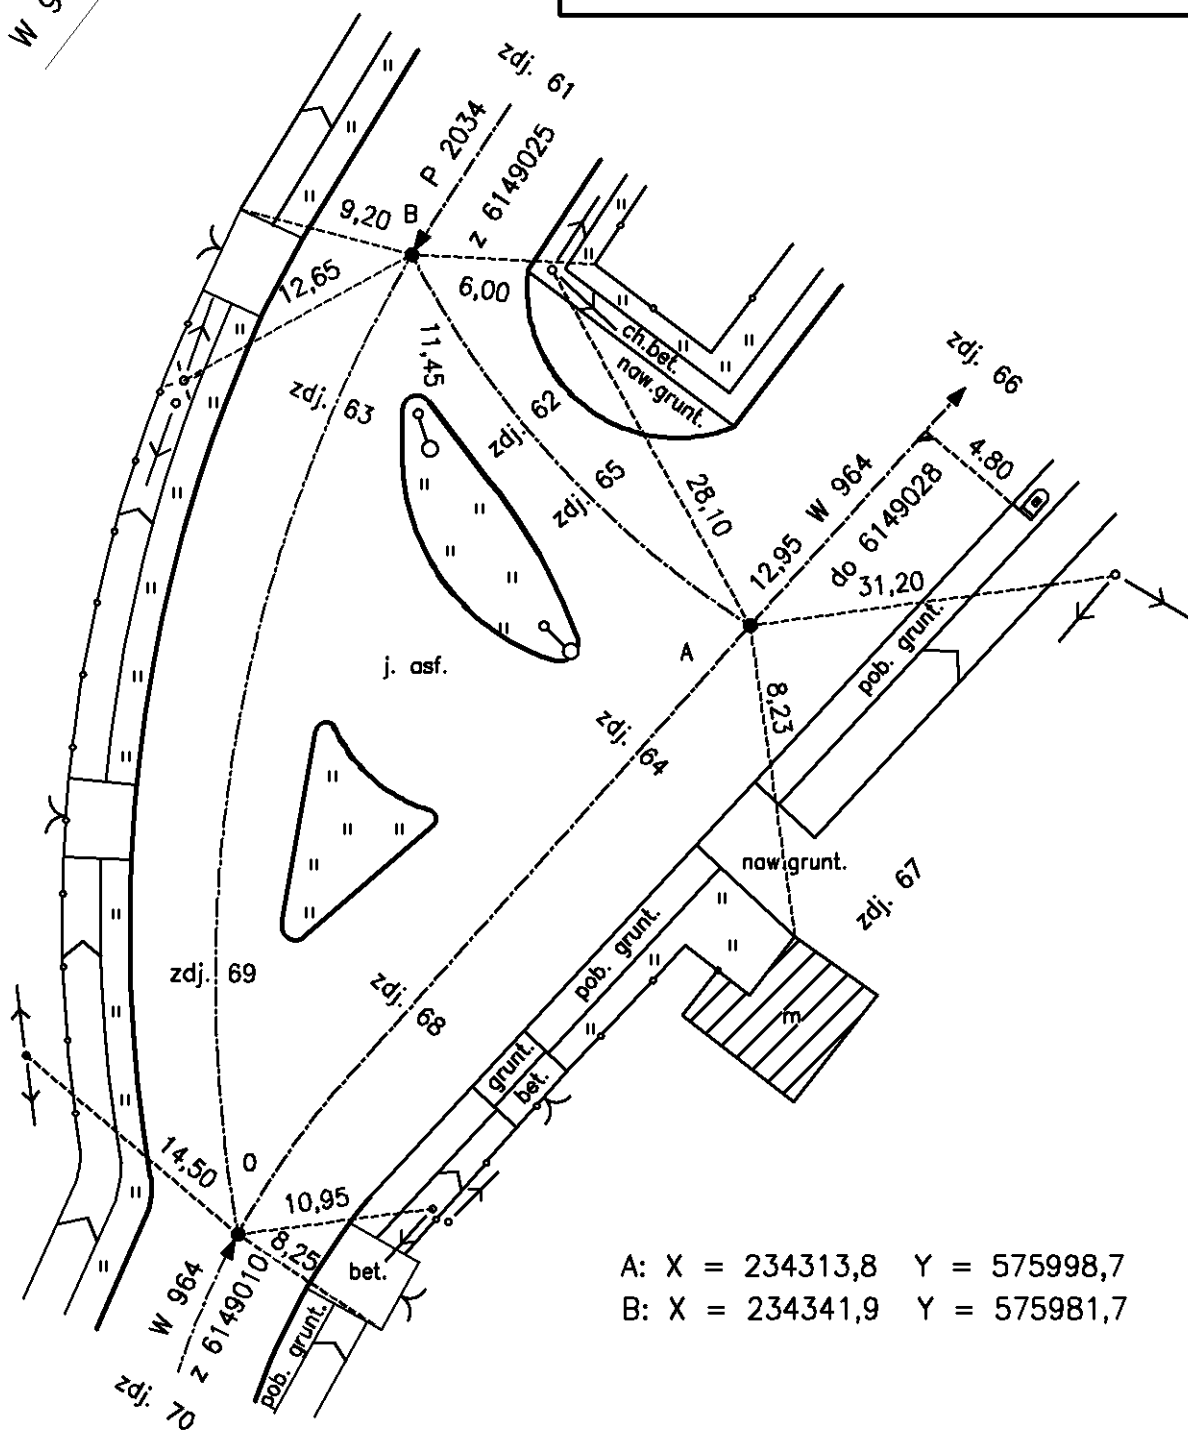 W 9
zdj. 61
P 2034
z 6149025
9,20
B
12,65
6,00
11,45
zdj. 63
zdj. 62
zdj. 65
ch.bet.
naw.grunt.
28,10
zdj. 66
4.80
12,95 W 964
do 6149028
31,20
pob. grunt.
A
8,23
j. asf.
zdj. 64
naw.grunt.
zdj. 67
m
pob. grunt.
zdj. 69
zdj. 68
grunt.
bet.
14,50
0
10,95
8,25
bet.
W 964
z 6149010
pob. grunt.
zdj. 70
A: X = 234313,8 Y = 575998,7
B: X = 234341,9 Y = 575981,7